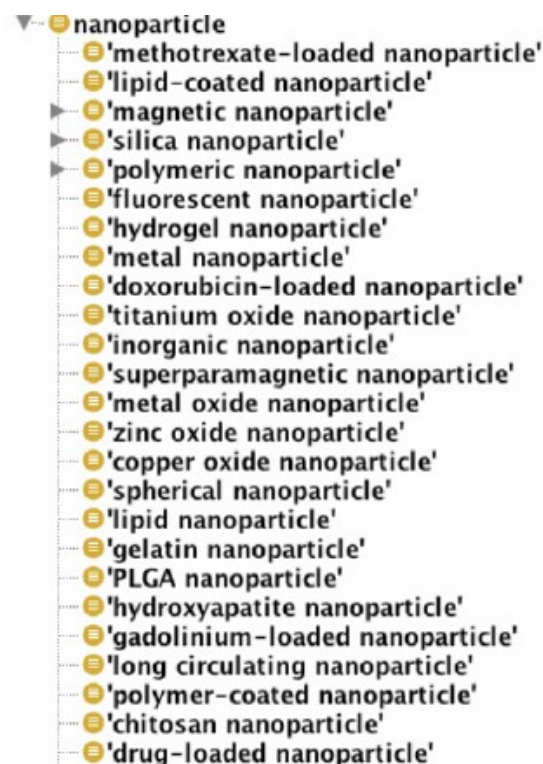 nanoparticle
'methotrexate-loaded nanoparticle'
'lipid-coated nanoparticle'
'magnetic nanoparticle'
'silica nanoparticle'
'polymeric nanoparticle'
'fluorescent nanoparticle'
'hydrogel nanoparticle'
'metal nanoparticle'
'doxorubicin-loaded nanoparticle'
'titanium oxide nanoparticle'
'inorganic nanoparticle'
'superparamagnetic nanoparticle'
'metal oxide nanoparticle'
'zinc oxide nanoparticle'
'copper oxide nanoparticle'
'spherical nanoparticle'
'lipid nanoparticle'
'gelatin nanoparticle'
'PLGA nanoparticle'
'hydroxyapatite nanoparticle'
'gadolinium-loaded nanoparticle'
'long circulating nanoparticle'
'polymer-coated nanoparticle'
'chitosan nanoparticle'
'drug-loaded nanoparticle'